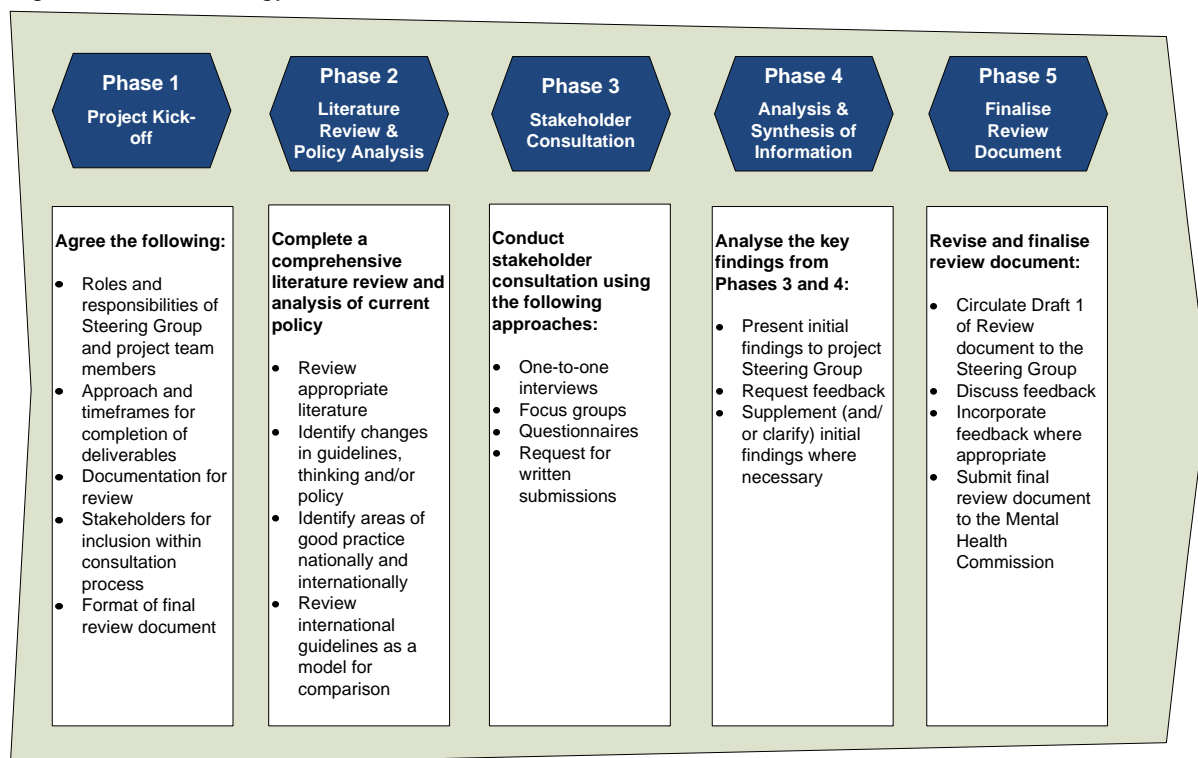 Phase 1
Project Kick-
off
Phase 2
Literature
Review &
Policy Analysis
Phase 3
Stakeholder
Consultation
Phase 4
Analysis &
Synthesis of
Information
Phase 5
Finalise
Review
Document
Agree the following:
• Roles and
responsibilities of
Steering Group
and project team
members
• Approach and
timeframes for
completion of
deliverables
• Documentation for
review
• Stakeholders for
inclusion within
consultation
process
• Format of final
review document
Complete a
comprehensive
literature review and
analysis of current
policy
• Review
appropriate
literature
• Identify changes
in guidelines,
thinking and/or
policy
• Identify areas of
good practice
nationally and
internationally
• Review
international
guidelines as a
model for
comparison
Conduct
stakeholder
consultation using
the following
approaches:
• One-to-one
interviews
• Focus groups
• Questionnaires
• Request for
written
submissions
Analyse the key
findings from
Phases 3 and 4:
• Present initial
findings to project
Steering Group
• Request feedback
• Supplement (and/
or clarify) initial
findings where
necessary
Revise and finalise
review document:
• Circulate Draft 1
of Review
document to the
Steering Group
• Discuss feedback
• Incorporate
feedback where
appropriate
• Submit final
review document
to the Mental
Health
Commission